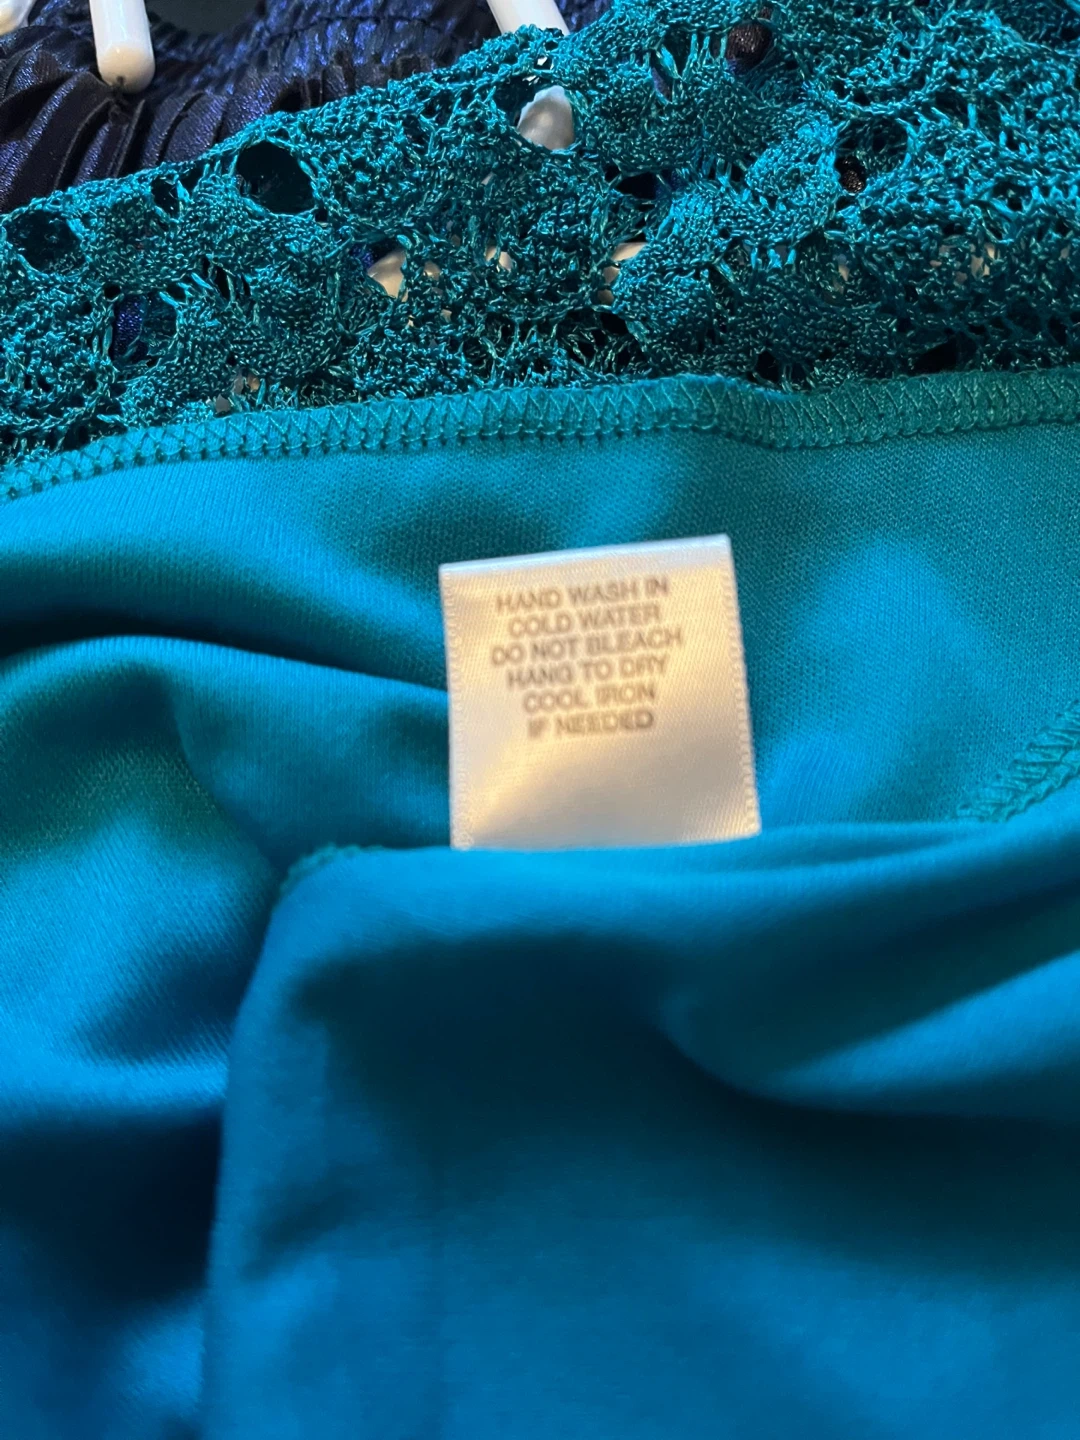 HAND WASH IN
COLD WATER
DO NOT BLEACH
HANG TO DRY
COOL IRON
IF NEEDED